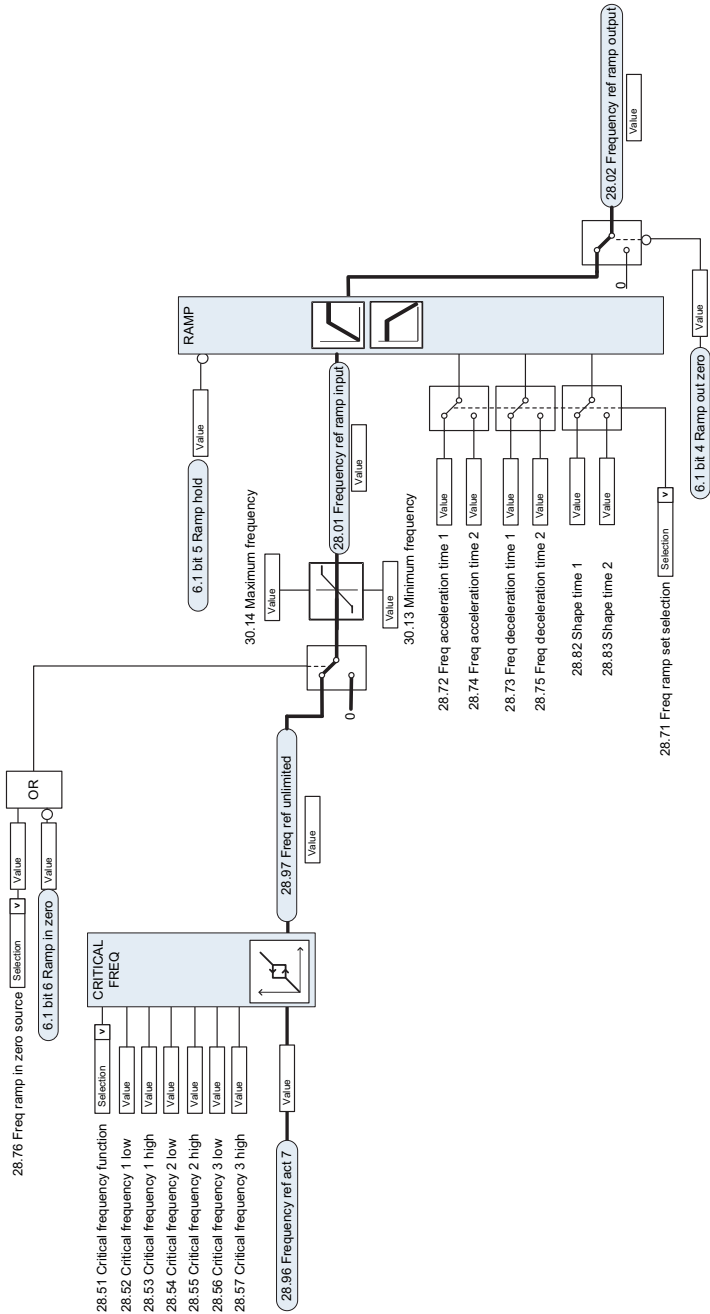 28.76 Freq ramp in zero source
Selection
v
Value
6.1 bit 6 Ramp in zero
Value
OR
28.51 Critical frequency function
Selection
v
28.52 Critical frequency 1 low
Value
28.53 Critical frequency 1 high
Value
28.54 Critical frequency 2 low
Value
28.55 Critical frequency 2 high
Value
28.56 Critical frequency 3 low
Value
28.57 Critical frequency 3 high
Value
28.96 Frequency ref act 7
Value
CRITICAL
FREQ
28.97 Freq ref unlimited
Value
0
30.14 Maximum frequency
Value
Value
30.13 Minimum frequency
28.01 Frequency ref ramp input
Value
6.1 bit 5 Ramp hold
Value
RAMP
28.72 Freq acceleration time 1
Value
28.74 Freq acceleration time 2
Value
28.73 Freq deceleration time 1
Value
28.75 Freq deceleration time 2
Value
28.82 Shape time 1
Value
28.83 Shape time 2
Value
28.71 Freq ramp set selection
Selection
v
0
28.02 Frequency ref ramp output
Value
6.1 bit 4 Ramp out zero
Value